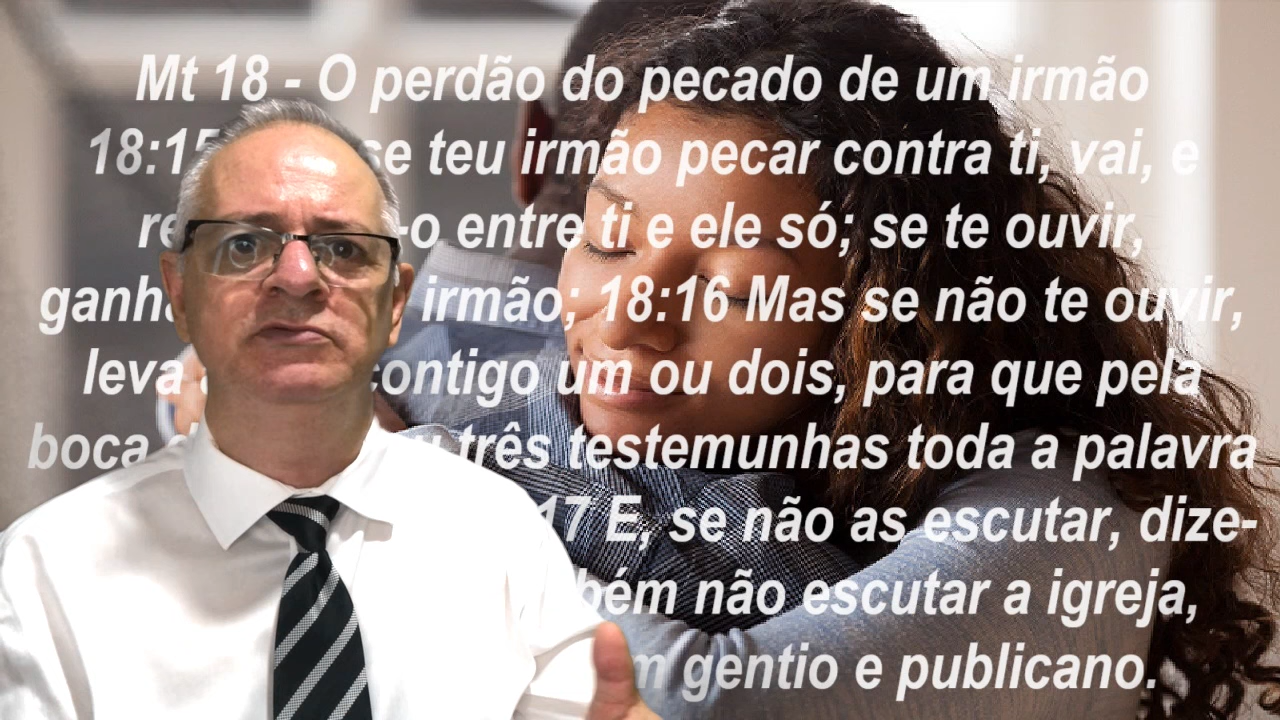 Mt 18 - O perdão do pecado de um irmão
18:15 se teu irmão pecar contra ti, vai, e
-o entre ti e ele só; se te ouvir,
irmão; 18:16 Mas se não te ouvir,
leva contigo um ou dois, para que pela
boca três testemunhas toda a palavra
17 E, se não as escutar, dize-
não escutar a igreja,
gentio e publicano.